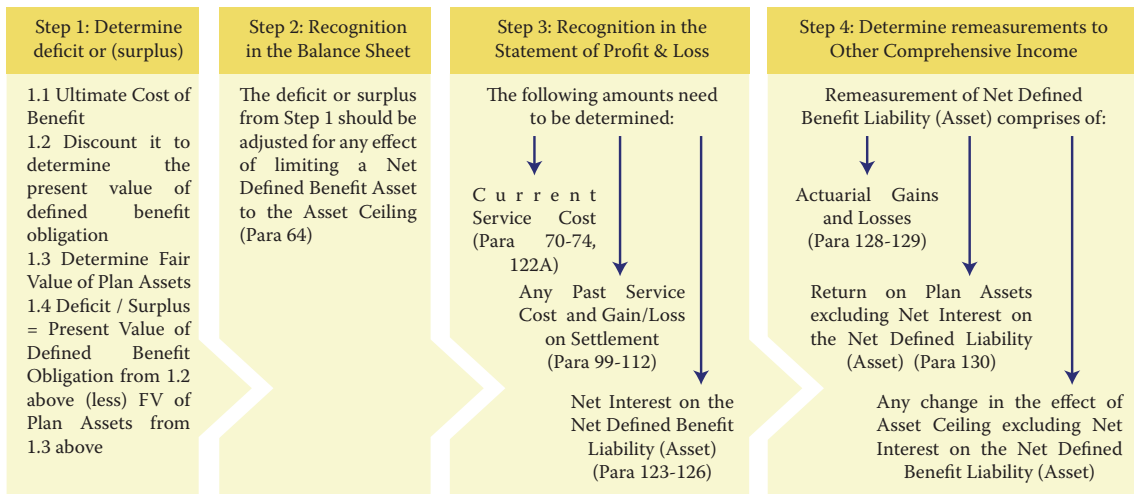 Step 1: Determine
deficit or (surplus)
1.1 Ultimate Cost of
Benefit
1.2 Discount it to
determine the
present value of
defined benefit
obligation
1.3 Determine Fair
Value of Plan Assets
1.4 Deficit / Surplus
= Present Value of
Defined Benefit
Obligation from 1.2
above (less) FV of
Plan Assets from
1.3 above
Step 2: Recognition
in the Balance Sheet
The deficit or surplus
from Step 1 should be
adjusted for any effect
of limiting a Net
Defined Benefit Asset
to the Asset Ceiling
(Para 64)
Step 3: Recognition in the
Statement of Profit & Loss
The following amounts need
to be determined:
Current
Service Cost
(Para 70-74,
122A)
Any Past Service
Cost and Gain/Loss
on Settlement
(Para 99-112)
Net Interest on the
Net Defined Benefit
Liability (Asset)
(Para 123-126)
Step 4: Determine remeasurements to
Other Comprehensive Income
Remeasurement of Net Defined
Benefit Liability (Asset) comprises of:
Actuarial Gains
and Losses
(Para 128-129)
Return on Plan Assets
excluding Net Interest on
the Net Defined Liability
(Asset) (Para 130)
Any change in the effect of
Asset Ceiling excluding Net
Interest on the Net Defined
Benefit Liability (Asset)